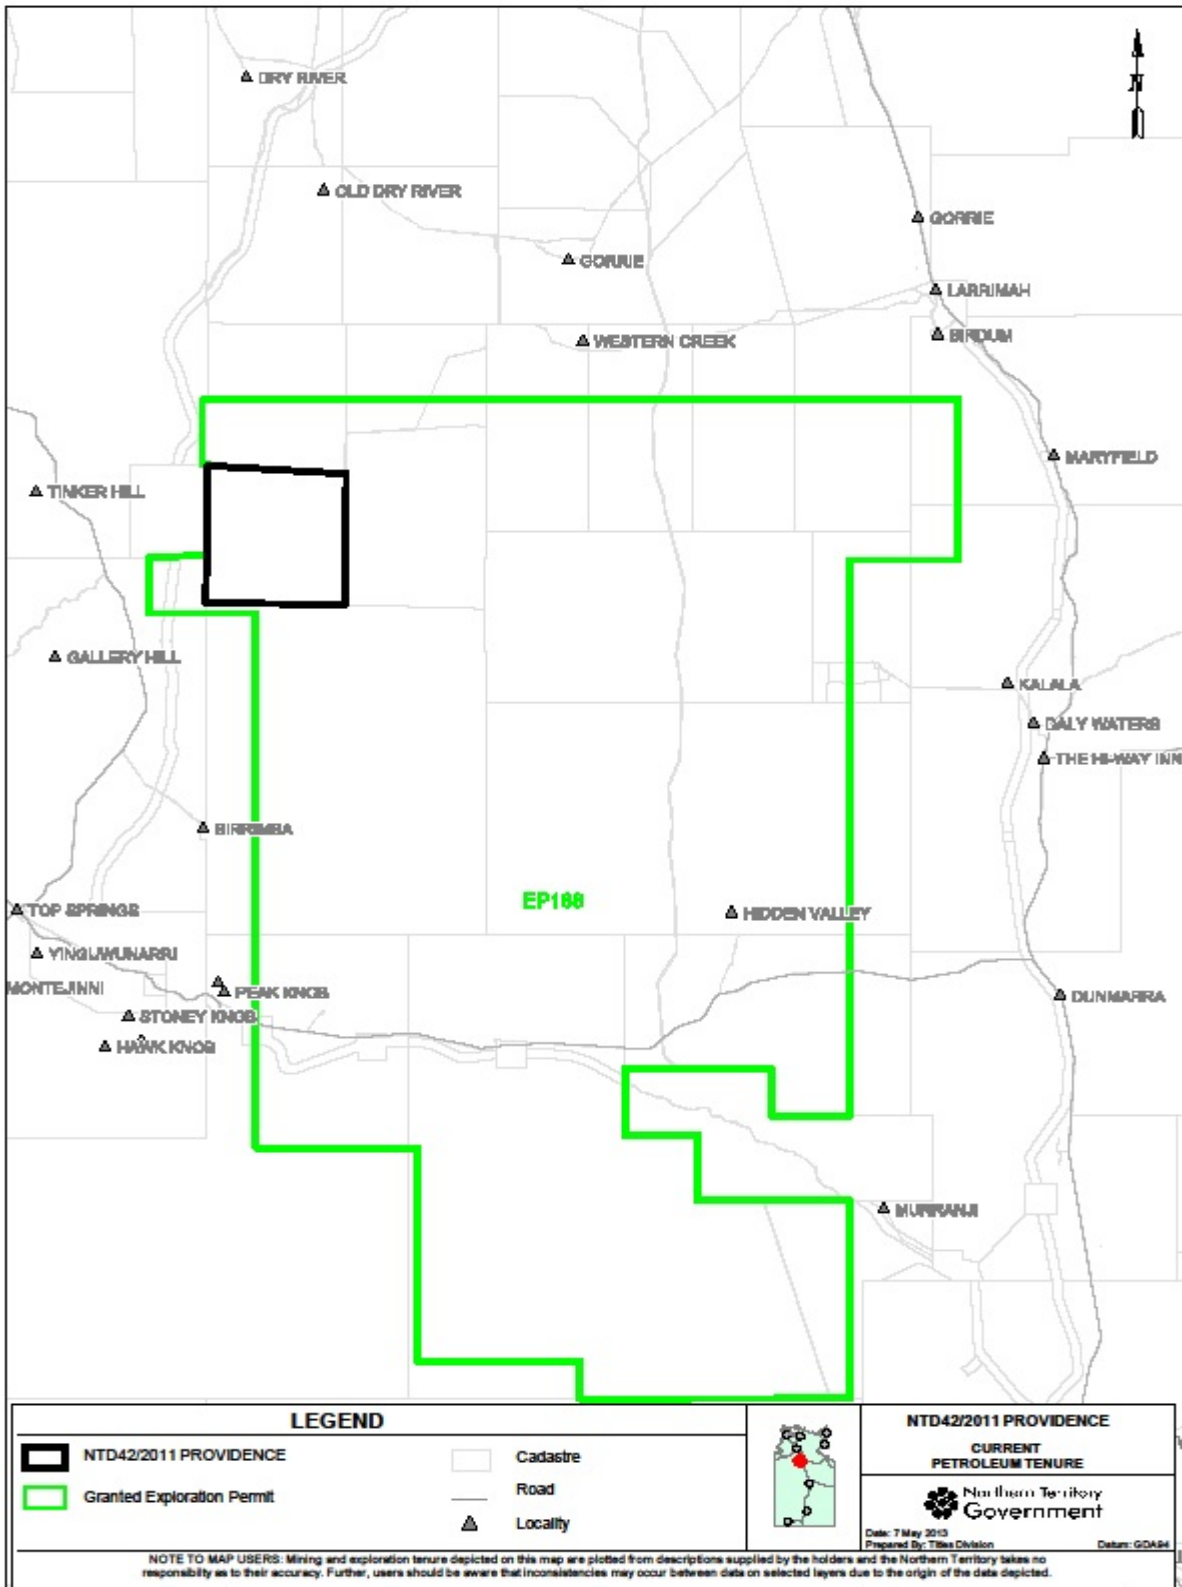 N
DRY RIVER
OLD DRY RIVER
GORRIE
GORRIE
LARRIMAH
WESTERN CREEK
BIRDUM
MARYFIELD
TINKER HILL
GALLERY HILL
KALALA
DALY WATERS
THE HI-WAY INN
BIRRIMBA
EP188
TOP SPRINGS
HIDDEN VALLEY
YINGUWUNARRI
MONTEJINNI
PEAK KNOB
DUNMARRA
STONEY KNOB
HAWK KNOB
MURRANJI
LEGEND
NTD42/2011 PROVIDENCE
Granted Exploration Permit
Cadastre
Road
Locality
NTD42/2011 PROVIDENCE
CURRENT
PETROLEUM TENURE
Northern Territory
Government
Date: 7 May 2013
Prepared By: Titles Division Datum: GDA94
NOTE TO MAP USERS: Mining and exploration tenure depicted on this map are plotted from descriptions supplied by the holders and the Northern Territory takes no
responsibility as to their accuracy. Further, users should be aware that inconsistencies may occur between data on selected layers due to the origin of the data depicted.